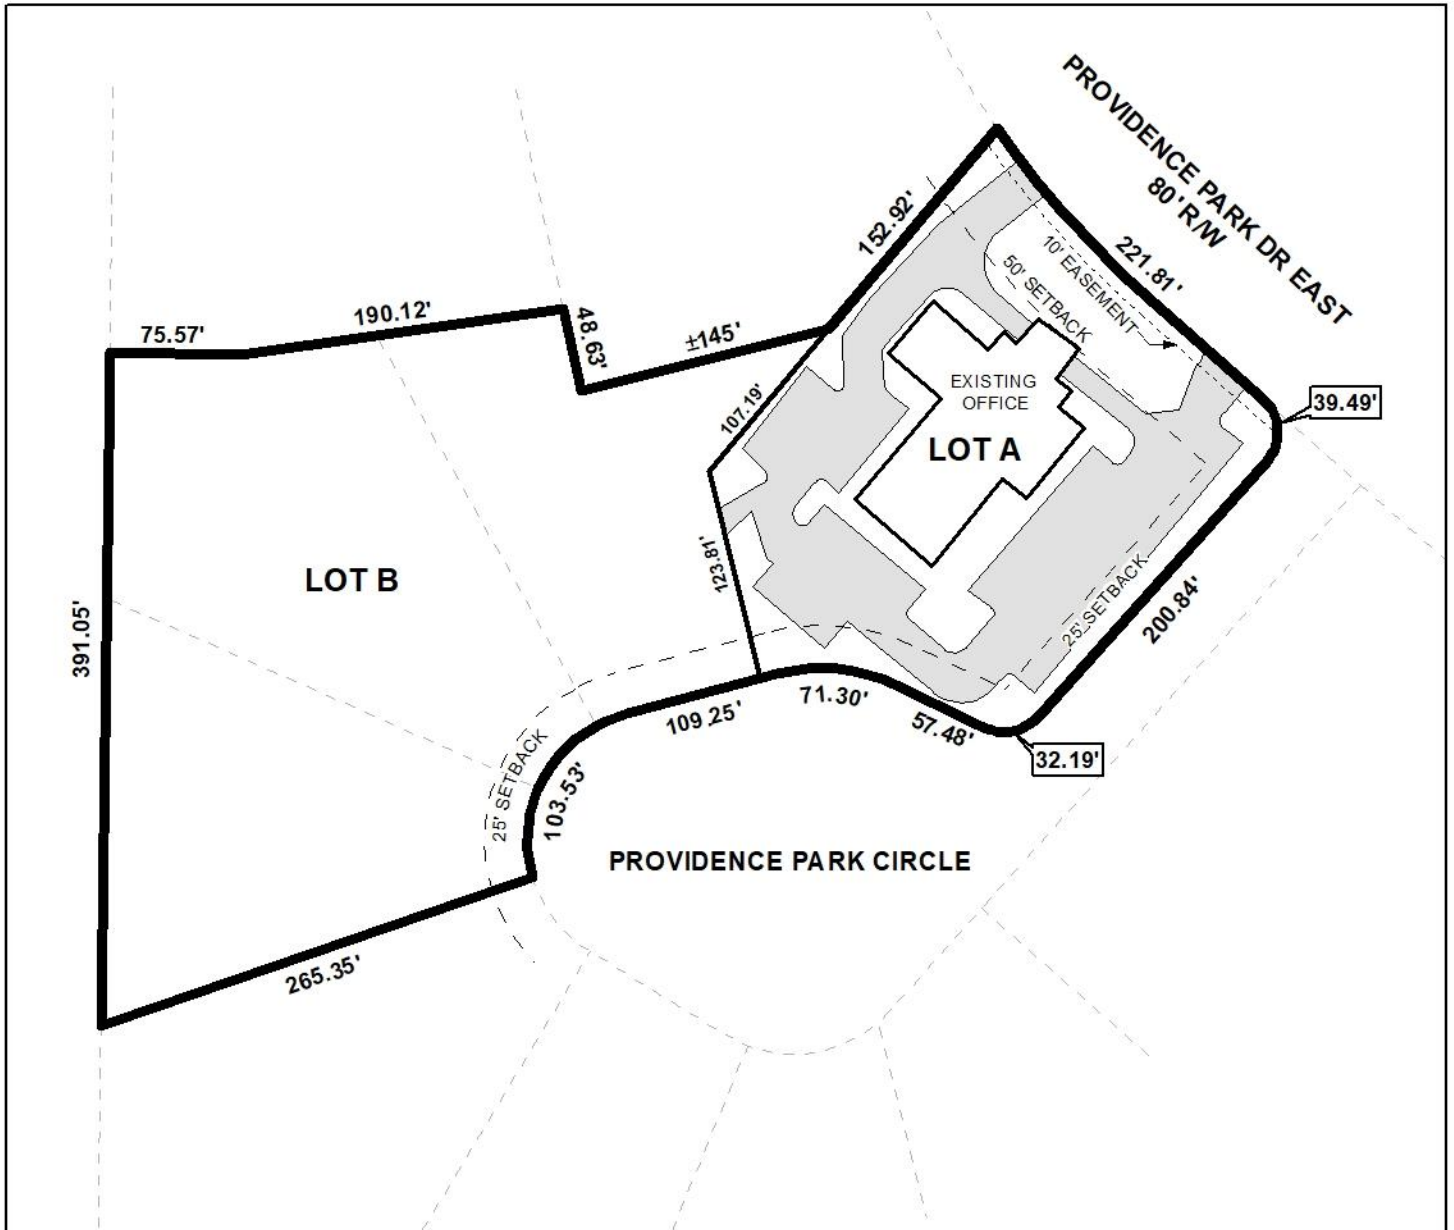 PROVIDENCE PARK DR EAST
80' R/W
152.92'
221.81'
10' EASEMENT
50' SETBACK
75.57'
190.12'
48.63'
±145'
107.19'
EXISTING
OFFICE
LOT A
39.49'
LOT B
123.81'
391.05'
25' SETBACK
200.84'
109.25'
71.30'
57.48'
32.19'
25' SETBACK
103.53'
PROVIDENCE PARK CIRCLE
265.35'